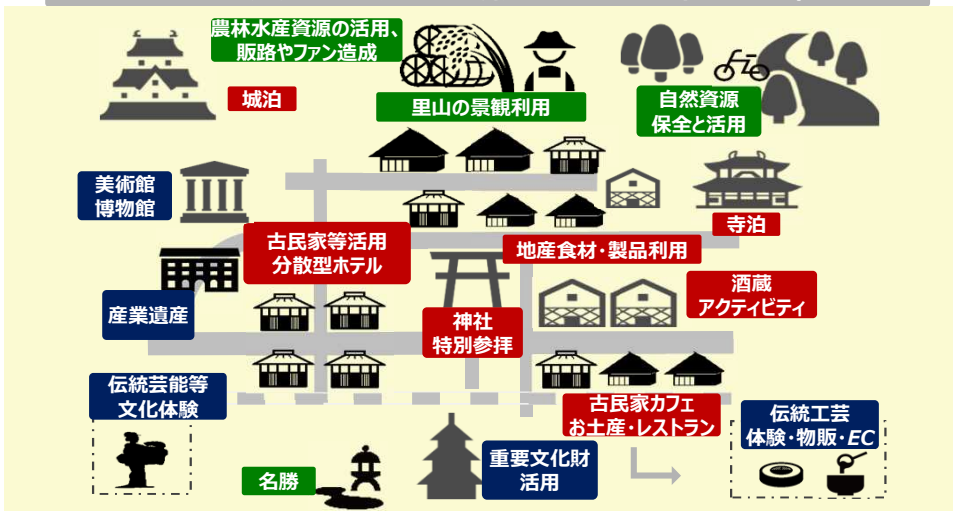 農林水産資源の活用、
販路やファン造成
城泊
里山の景観利用
自然資源
保全と活用
美術館
博物館
寺泊
古民家等活用
分散型ホテル
地産食材・製品利用
酒蔵
アクティビティ
産業遺産
神社
特別参拝
伝統芸能等
文化体験
古民家カフェ
お土産・レストラン
伝統工芸
体験・物販・EC
名勝
重要文化財
活用